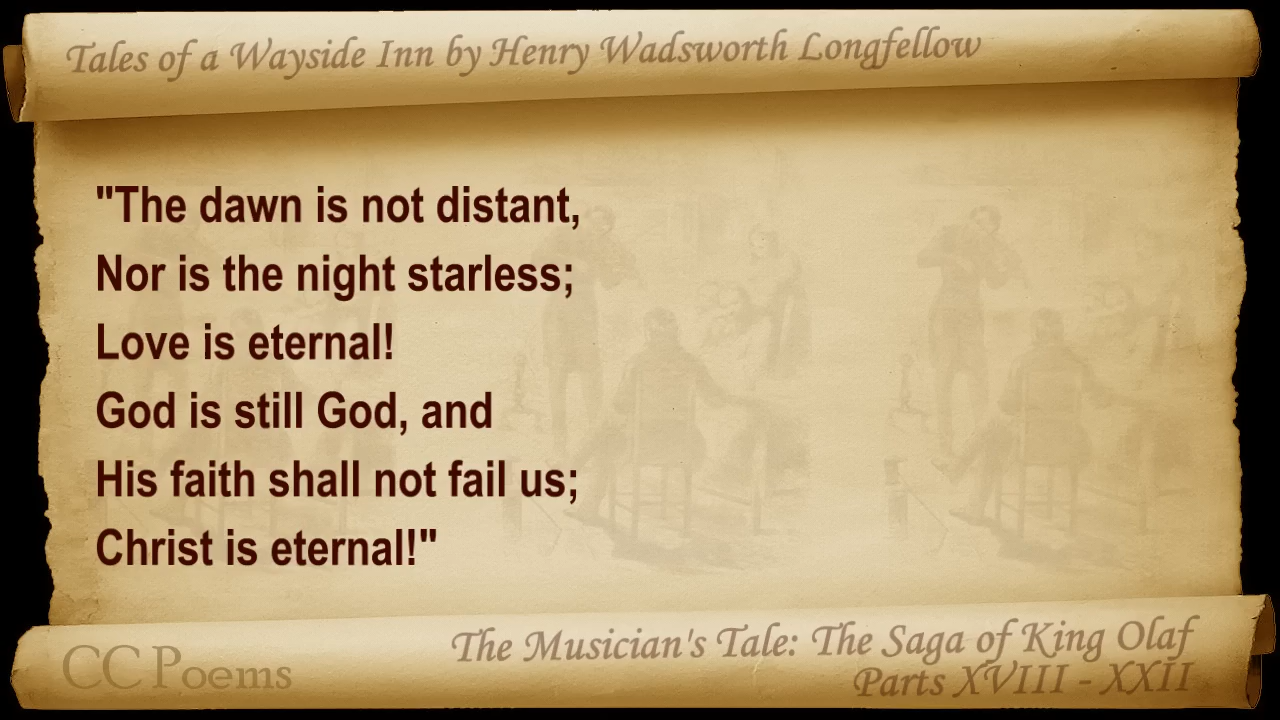 Tales of a Wayside Inn by Henry Wadsworth Longfellow
"The dawn is not distant,
Nor is the night starless;
Love is eternal!
God is still God, and
His faith shall not fail us;
Christ is eternal!"
CC Poems
The Musician's Tale: The Saga of King Olaf
Parts XVIII - XXII